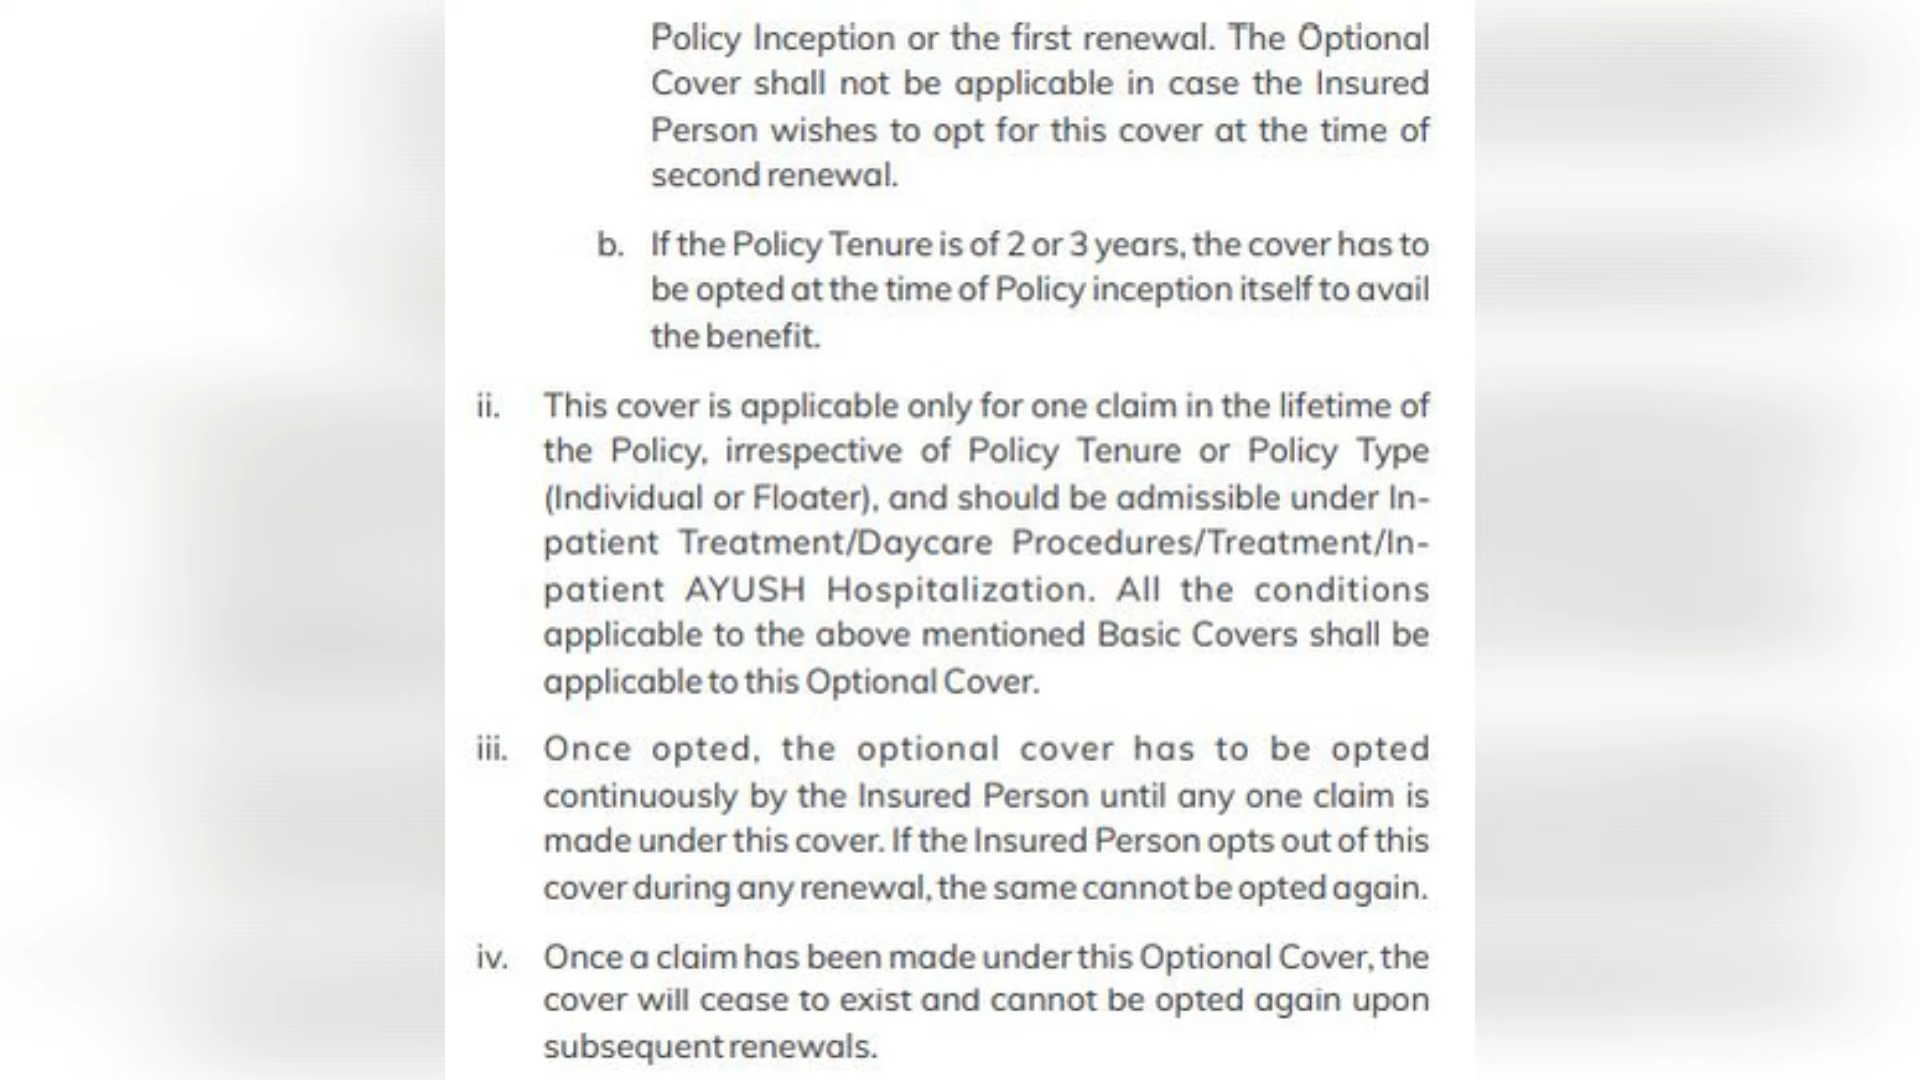 Policy Inception or the first renewal. The Optional
Cover shall not be applicable in case the Insured
Person wishes to opt for this cover at the time of
second renewal.
b. If the Policy Tenure is of 2 or 3 years, the cover has to
be opted at the time of Policy inception itself to avail
the benefit.
ii. This cover is applicable only for one claim in the lifetime of
the Policy, irrespective of Policy Tenure or Policy Type
(Individual or Floater), and should be admissible under In-
patient Treatment/Daycare Procedures/Treatment/In-
patient AYUSH Hospitalization. All the conditions
applicable to the above mentioned Basic Covers shall be
applicable to this Optional Cover.
iii. Once opted, the optional cover has to be opted
continuously by the Insured Person until any one claim is
made under this cover. If the Insured Person opts out of this
cover during any renewal, the same cannot be opted again.
iv. Once a claim has been made under this Optional Cover, the
cover will cease to exist and cannot be opted again upon
subsequent renewals.